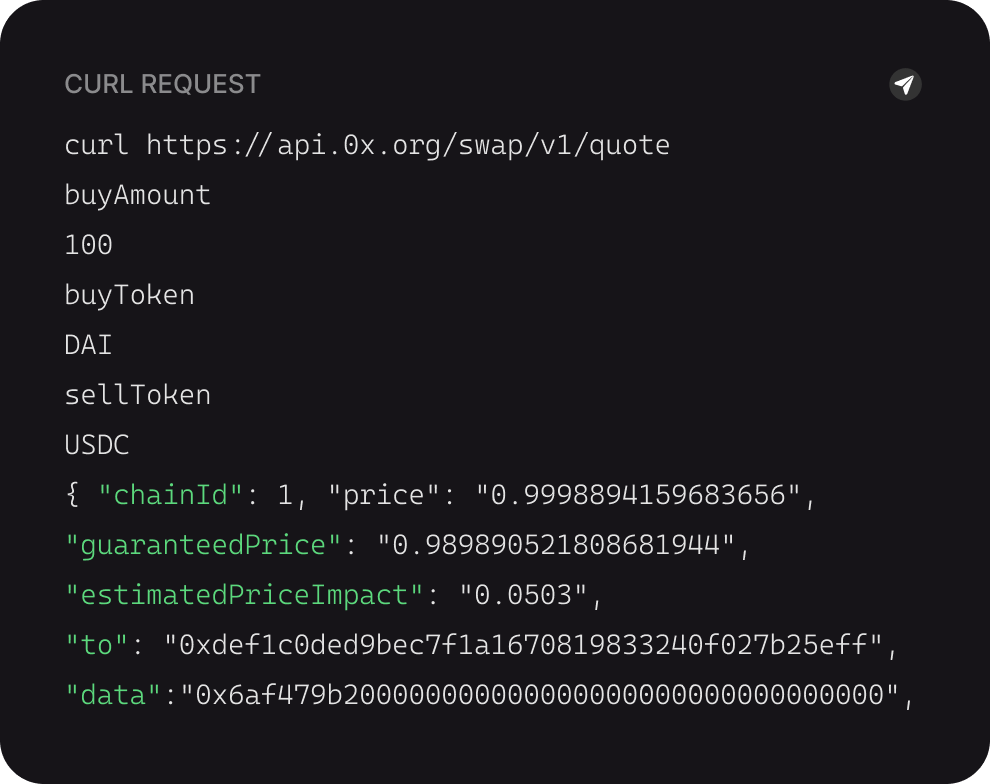 CURL REQUEST
curl https://api.0x.org/swap/v1/quote
buyAmount
100
buyToken
DAI
sellToken
USDC
{ "chainId": 1, "price": "0.9998894159683656",
"guaranteedPrice": "0.989890521808681944",
"estimatedPriceImpact": "0.0503",
"to": "0xdef1c0ded9bec7f1a1670819833240f027b25eff",
"data":"0x6af479b200000000000000000000000000000000",